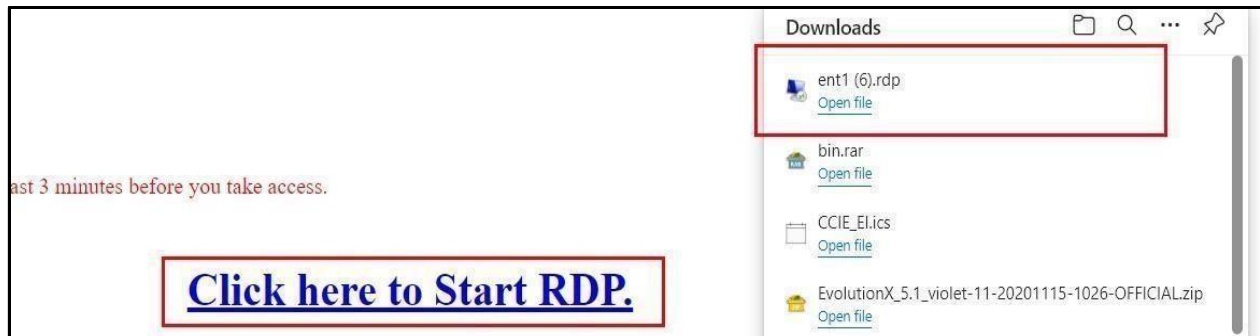 Downloads
ent1 (6).rdp
Open file
bin.rar
Open file
ast 3 minutes before you take access.
CCIE_EI.ics
Open file
Click here to Start RDP.
EvolutionX_5.1_violet-11-20201115-1026-OFFICIAL.zip
Open file